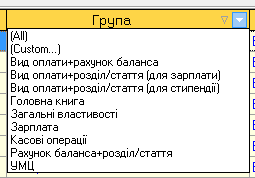 Група
(All)
(Custom...)
Вид оплати+рахунок баланса
Вид оплати+розділ/стаття (для зарплати)
Вид оплати+розділ/стаття (для стипендії)
Головна книга
Загальні властивості
Зарплата
Касові операції
Рахунок баланса+розділ/стаття
УМЦ